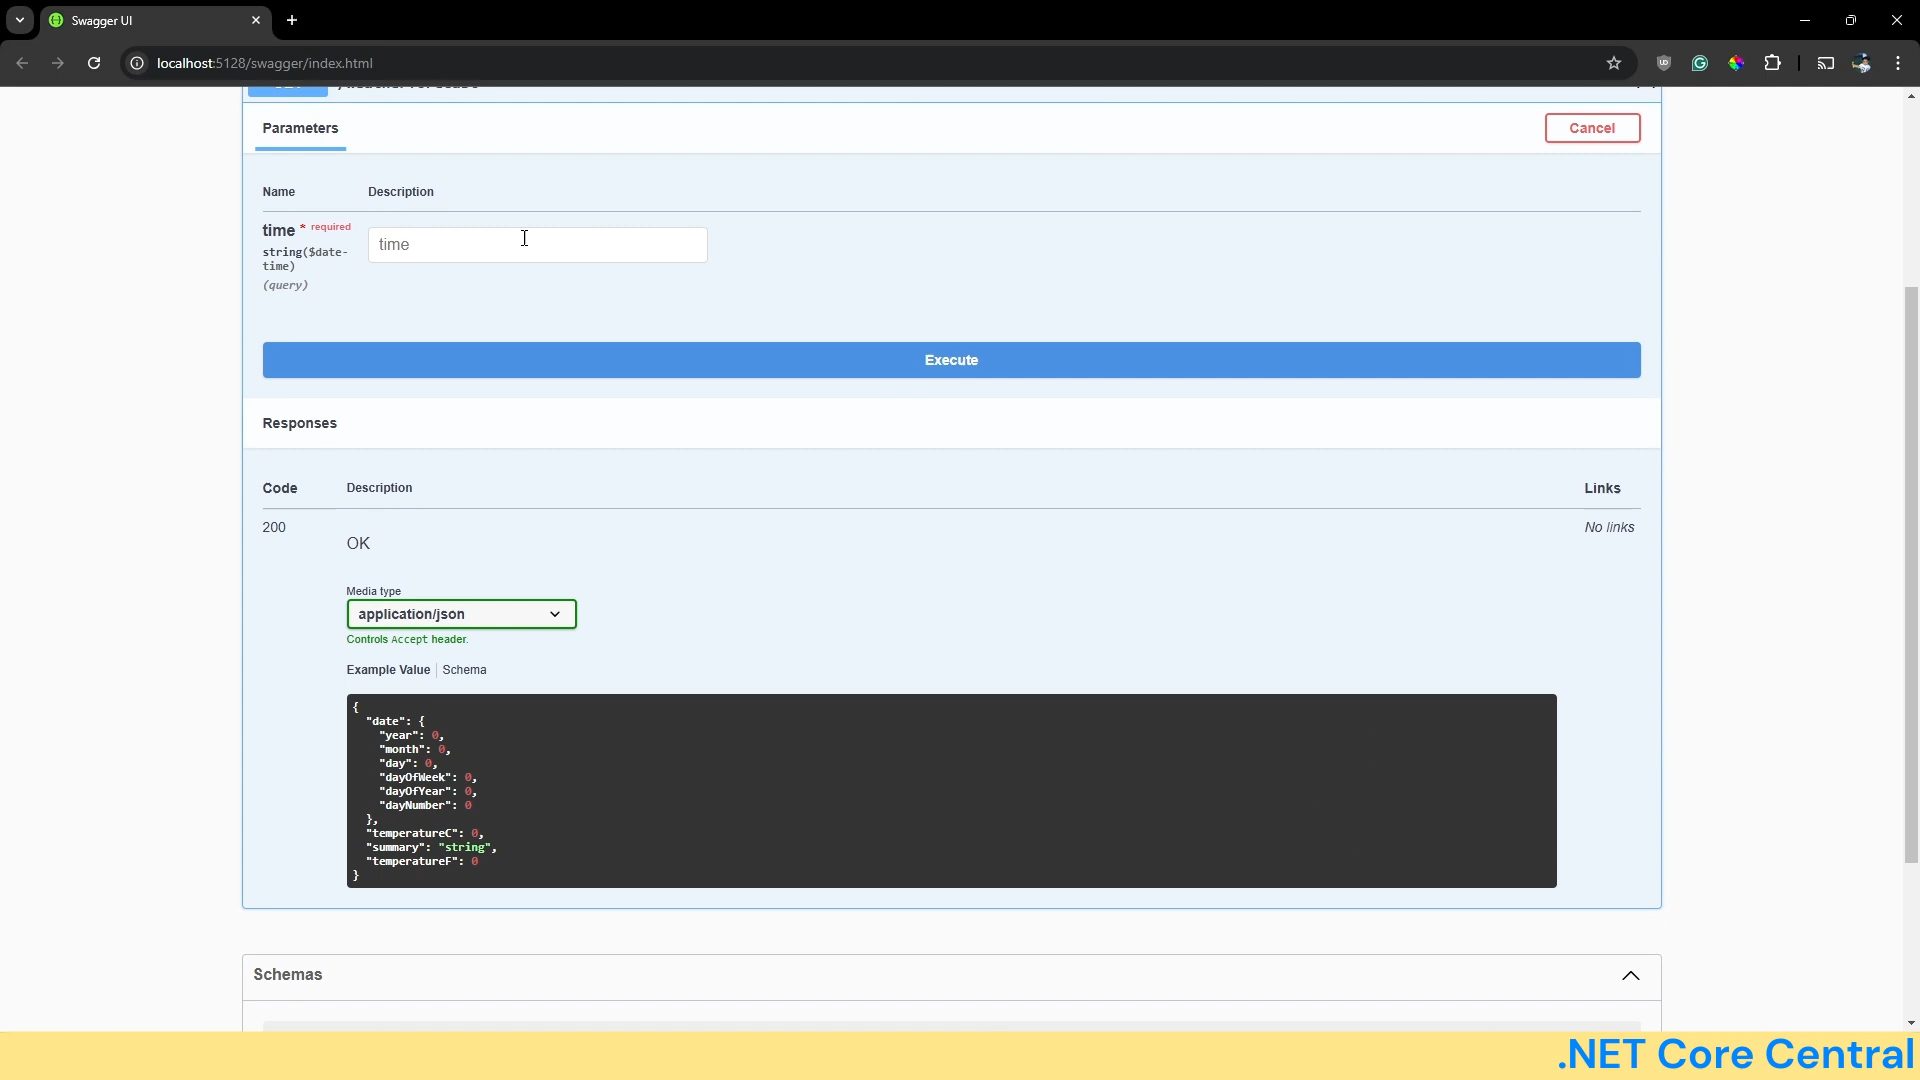 Swagger UI
localhost:5128/swagger/index.html
Parameters
Cancel
Name Description
time * required
string($date-
time)
(query)
time
Execute
Responses
Code Description Links
200
OK
No links
Media type
application/json
Controls Accept header.
Example Value Schema
{
"date": {
"year": 0,
"month": 0,
"day": 0,
"dayOfWeek": 0,
"dayOfYear": 0,
"dayNumber": 0
},
"temperatureC": 0,
"summary": "string",
"temperatureF": 0
}
Schemas
.NET Core Central